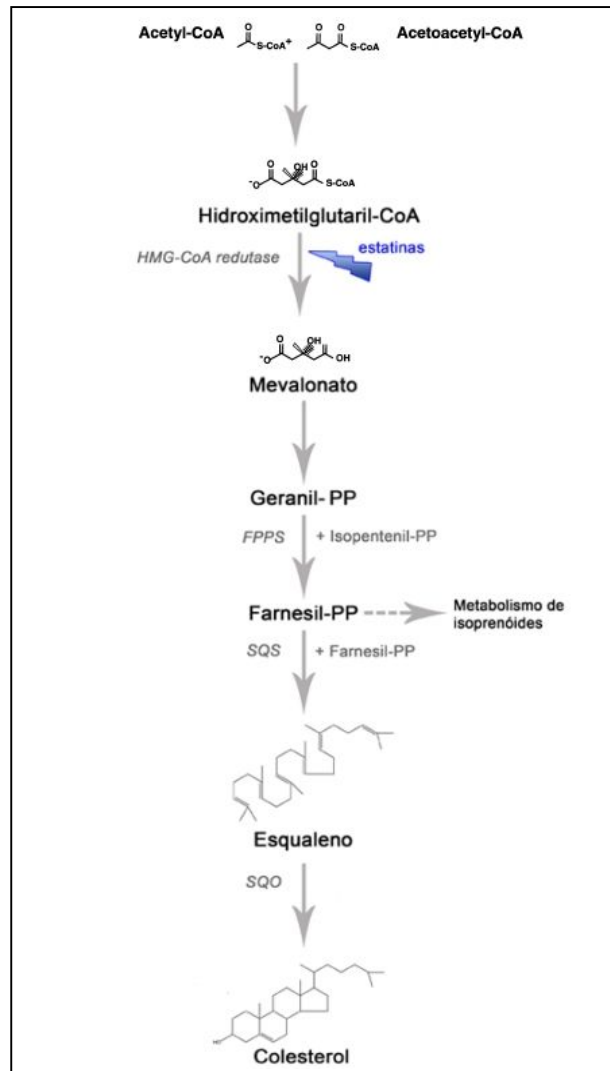 Acetyl-CoA O S-CoA + O O S-CoA Acetoacetyl-CoA
O OH O
⁻O S-CoA
Hidroximetilglutaril-CoA
HMG-CoA redutase estatinas
O OH O
⁻O OH
Mevalonato
Geranil- PP
FPPS + Isopentenil-PP
Farnesil-PP Metabolismo de
isoprenóides
SQS + Farnesil-PP
Esqualeno
SQO
HO
Colesterol